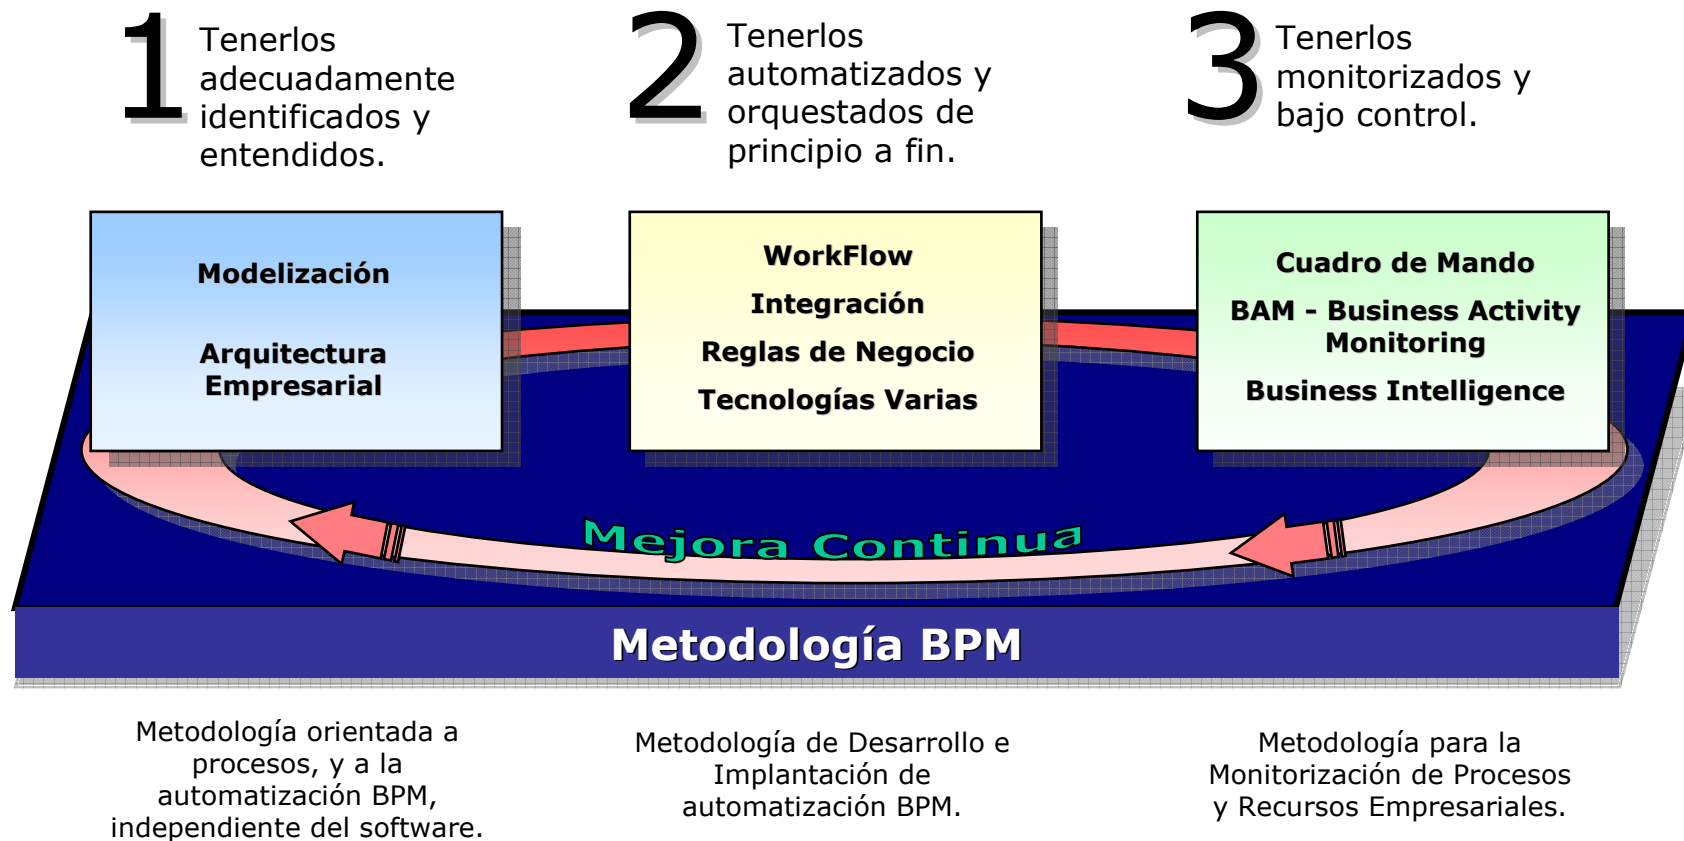 1
Tenerlos
adecuadamente
identificados y
entendidos.
2
Tenerlos
automatizados y
orquestados de
principio a fin.
3
Tenerlos
monitorizados y
bajo control.
Modelización
Arquitectura
Empresarial
WorkFlow
Integración
Reglas de Negocio
Tecnologías Varias
Cuadro de Mando
BAM - Business Activity
Monitoring
Business Intelligence
Mejora Continua
Metodología BPM
Metodología orientada a
procesos, y a la
automatización BPM,
independiente del software.
Metodología de Desarrollo e
Implantación de
automatización BPM.
Metodología para la
Monitorización de Procesos
y Recursos Empresariales.